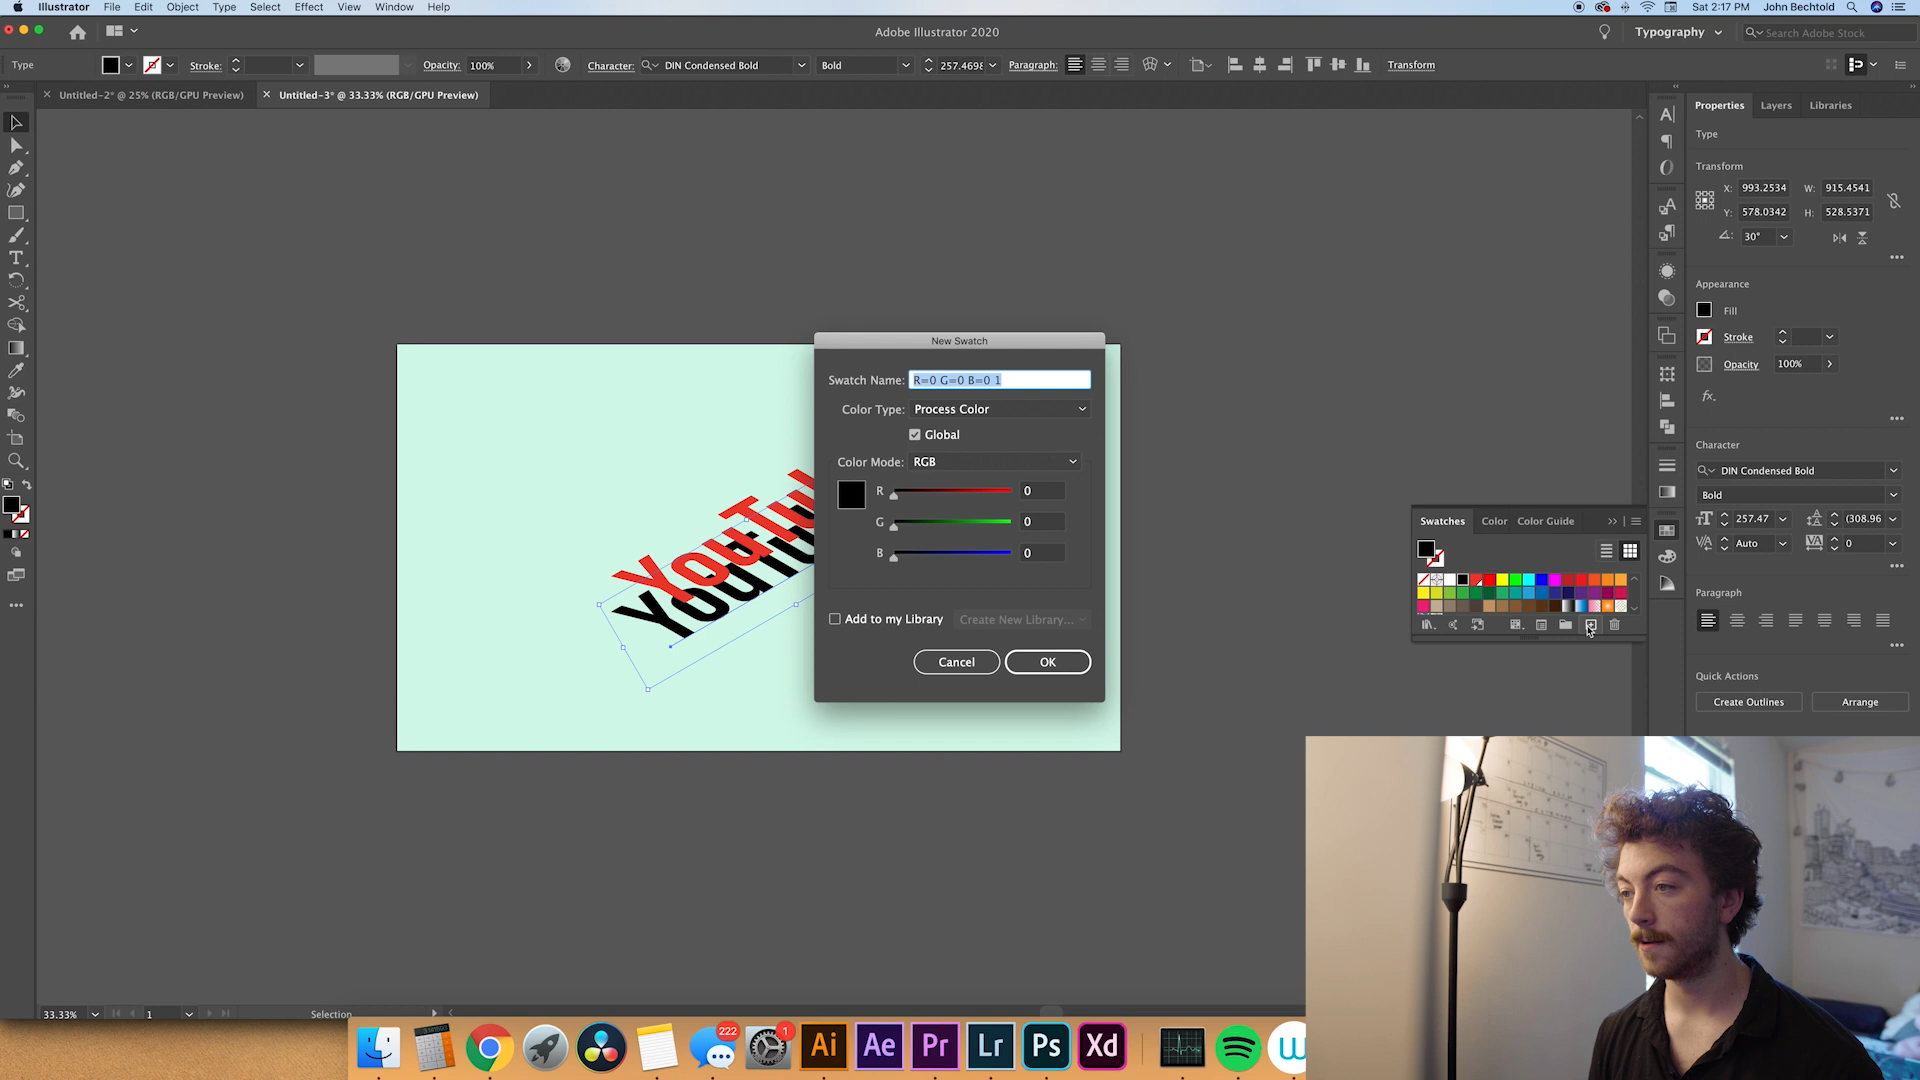 Illustrator File Edit Object Type Select Effect View Window Help
Sat 2:17 PM John Bechtold
Adobe Illustrator 2020
Typography
Search Adobe Stock
Type
Stroke:
Opacity: 100%
Character: DIN Condensed Bold
Bold
257.4698
Paragraph:
Transform
Untitled-2* @ 25% (RGB/GPU Preview)
Untitled-3* @ 33.33% (RGB/GPU Preview)
Properties Layers Libraries
Type
Transform
X: 993.2534 W: 915.4541
Y: 578.0342 H: 528.5371
30°
Appearance
Fill
Stroke
Opacity 100%
fx.
Character
DIN Condensed Bold
Bold
257.47 (308.96
Auto 0
Paragraph
Quick Actions
Create Outlines Arrange
New Swatch
Swatch Name: R=0 G=0 B=0 1
Color Type: Process Color
Global
Color Mode: RGB
R 0
G 0
B 0
Add to my Library Create New Library...
Cancel OK
Swatches Color Color Guide
YouTu
YouTu
33.33% 1 Selection
222
1
Ai Ae Pr Lr Ps Xd